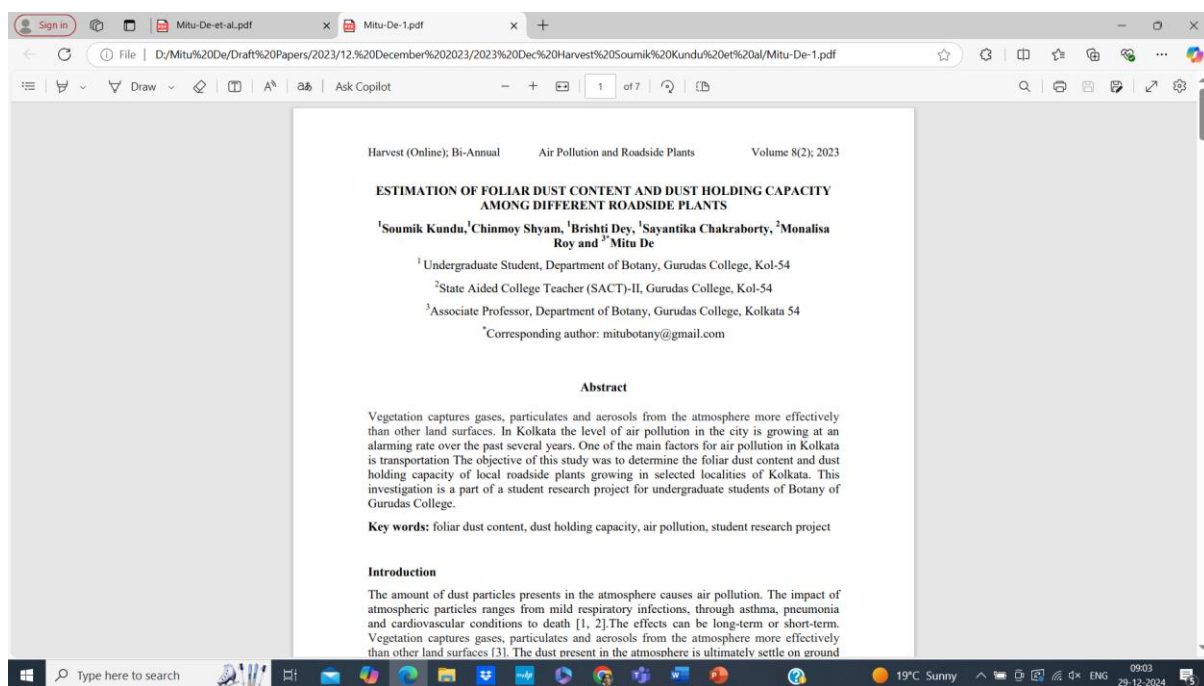 Sign in
Mitu-De-et-al..pdf
Mitu-De-1.pdf
File
D:/Mitu%20De/Draft%20Papers/2023/12.%20December%202023/2023%20Dec%20Harvest%20Soumik%20Kundu%20et%20al/Mitu-De-1.pdf
Draw
Ask Copilot
1 of 7
Harvest (Online); Bi-Annual Air Pollution and Roadside Plants Volume 8(2); 2023
ESTIMATION OF FOLIAR DUST CONTENT AND DUST HOLDING CAPACITY
AMONG DIFFERENT ROADSIDE PLANTS
1Soumik Kundu,1Chinmoy Shyam, 1Brishti Dey, 1Sayantika Chakraborty, 2Monalisa
Roy and 3*Mitu De
1 Undergraduate Student, Department of Botany, Gurudas College, Kol-54
2State Aided College Teacher (SACT)-II, Gurudas College, Kol-54
3Associate Professor, Department of Botany, Gurudas College, Kolkata 54
*Corresponding author: mitubotany@gmail.com
Abstract
Vegetation captures gases, particulates and aerosols from the atmosphere more effectively
than other land surfaces. In Kolkata the level of air pollution in the city is growing at an
alarming rate over the past several years. One of the main factors for air pollution in Kolkata
is transportation The objective of this study was to determine the foliar dust content and dust
holding capacity of local roadside plants growing in selected localities of Kolkata. This
investigation is a part of a student research project for undergraduate students of Botany of
Gurudas College.
Key words: foliar dust content, dust holding capacity, air pollution, student research project
Introduction
The amount of dust particles presents in the atmosphere causes air pollution. The impact of
atmospheric particles ranges from mild respiratory infections, through asthma, pneumonia
and cardiovascular conditions to death [1, 2].The effects can be long-term or short-term.
Vegetation captures gases, particulates and aerosols from the atmosphere more effectively
than other land surfaces [3]. The dust present in the atmosphere is ultimately settle on ground
Type here to search
19°C Sunny
ENG
09:03
29-12-2024